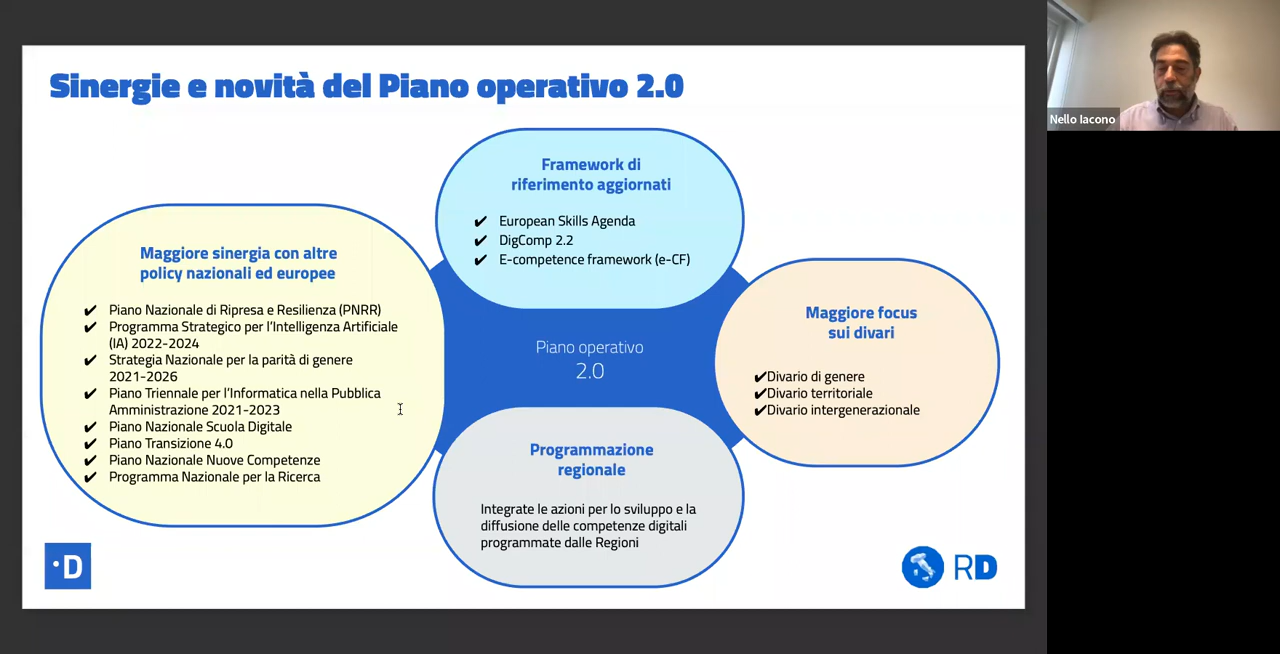 Sinergie e novità del Piano operativo 2.0
Nello Iacono
Framework di
riferimento aggiornati
✔ European Skills Agenda
✔ DigComp 2.2
✔ E-competence framework (e-CF)
Maggiore sinergia con altre
policy nazionali ed europee
✔ Piano Nazionale di Ripresa e Resilienza (PNRR)
✔ Programma Strategico per l'Intelligenza Artificiale
(IA) 2022-2024
✔ Strategia Nazionale per la parità di genere
2021-2026
✔ Piano Triennale per l'Informatica nella Pubblica
Amministrazione 2021-2023
✔ Piano Nazionale Scuola Digitale
✔ Piano Transizione 4.0
✔ Piano Nazionale Nuove Competenze
✔ Programma Nazionale per la Ricerca
Piano operativo
2.0
Maggiore focus
sui divari
✔Divario di genere
✔Divario territoriale
✔Divario intergenerazionale
Programmazione
regionale
Integrate le azioni per lo sviluppo e la
diffusione delle competenze digitali
programmate dalle Regioni
·D
RD